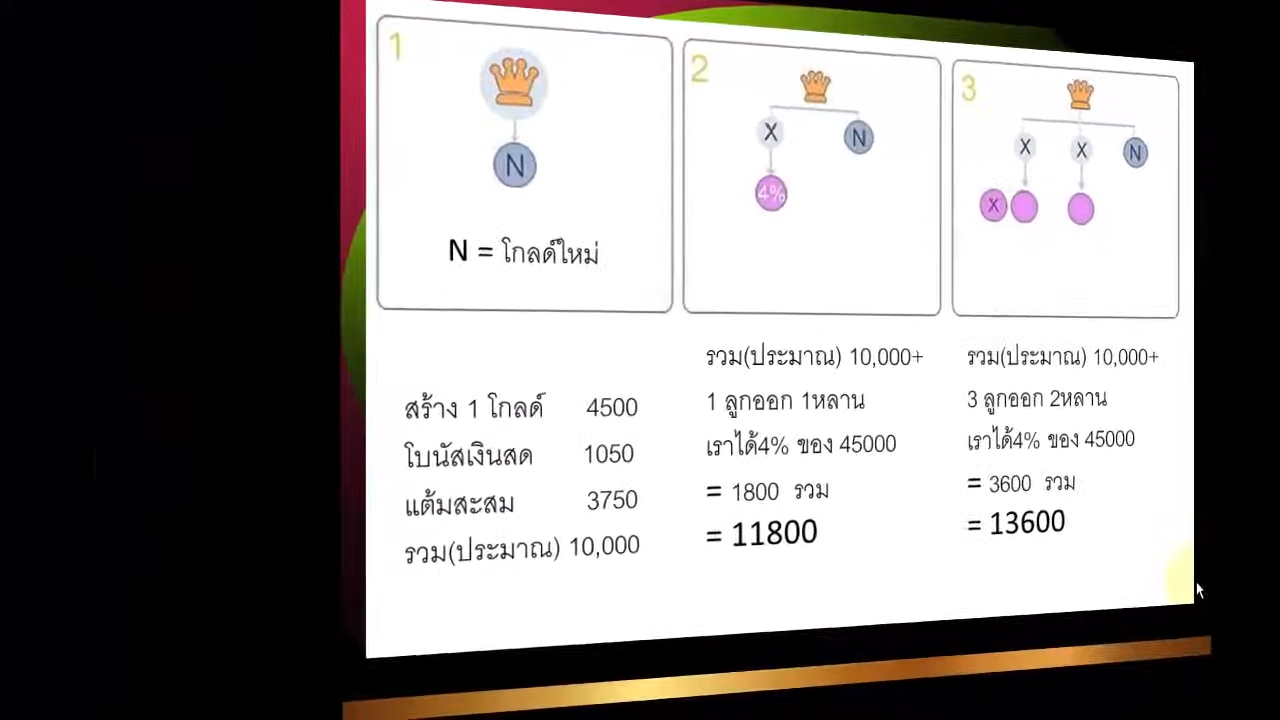 1
N
N = โกลด์ใหม่
สร้าง 1 โกลด์ 4500
โบนัสเงินสด 1050
แต้มสะสม 3750
รวม(ประมาณ) 10,000
2
X N
4%
รวม(ประมาณ) 10,000+
1 ลูกออก 1หลาน
เราได้4% ของ 45000
= 1800 รวม
= 11800
3
X X N
X
รวม(ประมาณ) 10,000+
3 ลูกออก 2หลาน
เราได้4% ของ 45000
= 3600 รวม
= 13600